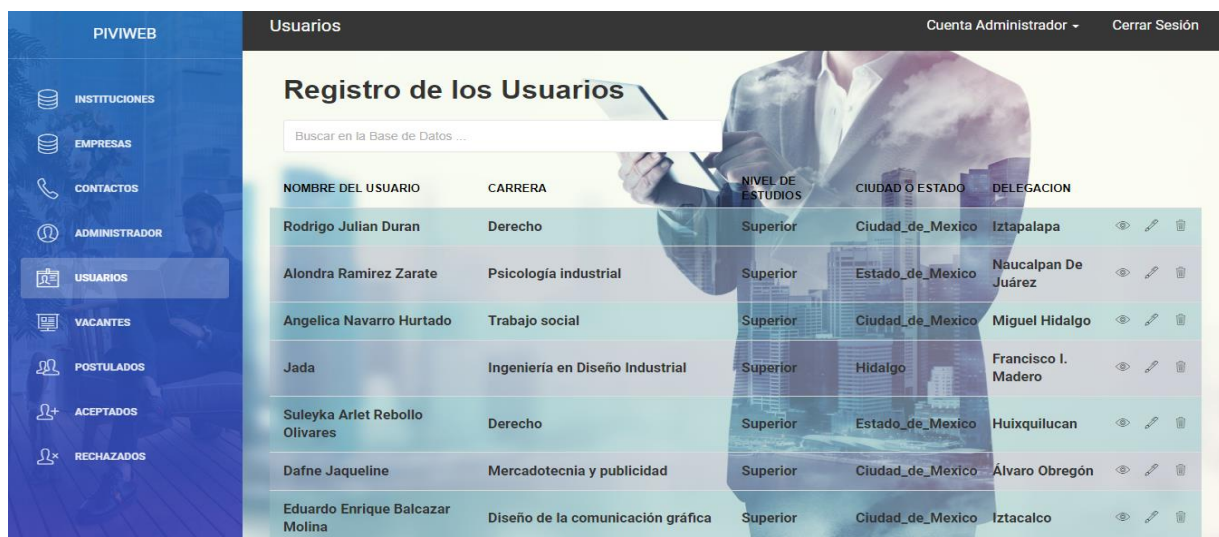 PIVIWEB
INSTITUCIONES
EMPRESAS
CONTACTOS
ADMINISTRADOR
USUARIOS
VACANTES
POSTULADOS
ACEPTADOS
RECHAZADOS
Usuarios
Cuenta Administrador
Cerrar Sesión
Registro de los Usuarios
Buscar en la Base de Datos ...
NOMBRE DEL USUARIO CARRERA NIVEL DE ESTUDIOS CIUDAD O ESTADO DELEGACION
Rodrigo Julian Duran Derecho Superior Ciudad_de_Mexico Iztapalapa
Alondra Ramirez Zarate Psicología industrial Superior Estado_de_Mexico Naucalpan De Juárez
Angelica Navarro Hurtado Trabajo social Superior Ciudad_de_Mexico Miguel Hidalgo
Jada Ingeniería en Diseño Industrial Superior Hidalgo Francisco I. Madero
Suleyka Arlet Rebollo Olivares Derecho Superior Estado_de_Mexico Huixquilucan
Dafne Jaqueline Mercadotecnia y publicidad Superior Ciudad_de_Mexico Álvaro Obregón
Eduardo Enrique Balcazar Molina Diseño de la comunicación gráfica Superior Ciudad_de_Mexico Iztacalco